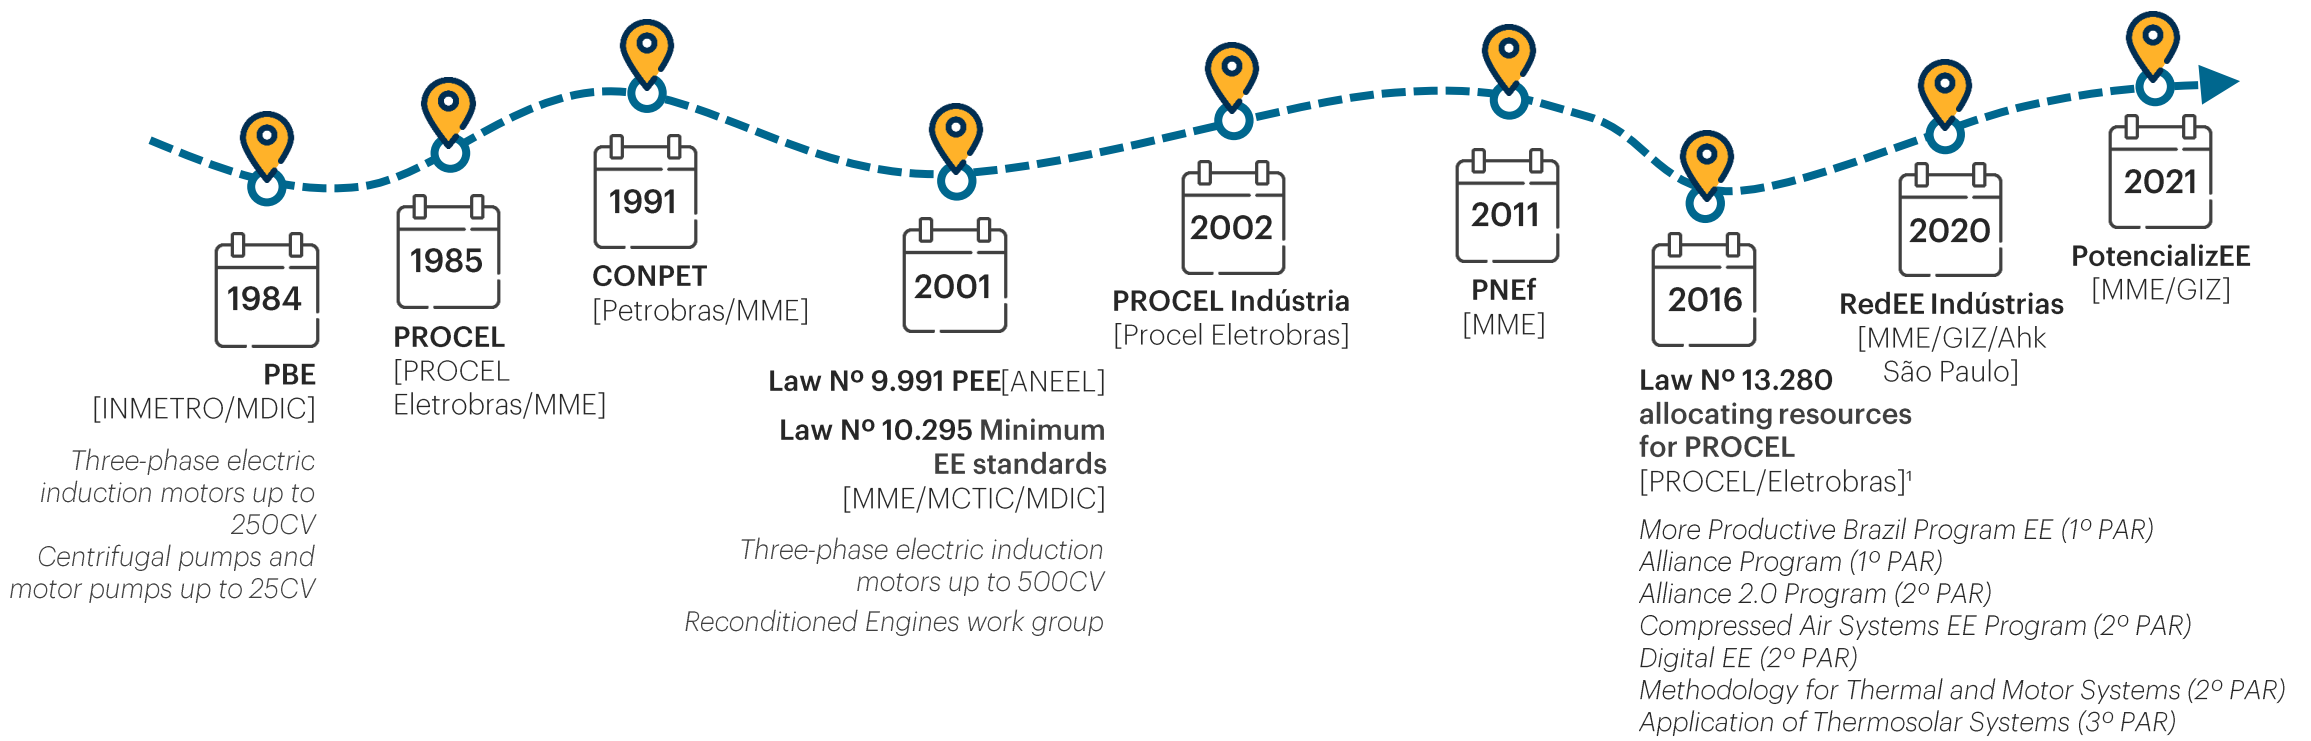 1984
PBE
[INMETRO/MDIC]
Three-phase electric
induction motors up to
250CV
Centrifugal pumps and
motor pumps up to 25CV
1985
PROCEL
[PROCEL
Eletrobras/MME]
1991
CONPET
[Petrobras/MME]
2001
Law Nº 9.991 PEE[ANEEL]
Law Nº 10.295 Minimum
EE standards
[MME/MCTIC/MDIC]
Three-phase electric induction
motors up to 500CV
Reconditioned Engines work group
2002
PROCEL Indústria
[Procel Eletrobras]
2011
PNEf
[MME]
2016
Law Nº 13.280
allocating resources
for PROCEL
[PROCEL/Eletrobras]¹
More Productive Brazil Program EE (1º PAR)
Alliance Program (1º PAR)
Alliance 2.0 Program (2º PAR)
Compressed Air Systems EE Program (2º PAR)
Digital EE (2º PAR)
Methodology for Thermal and Motor Systems (2º PAR)
Application of Thermosolar Systems (3º PAR)
2020
RedEE Indústrias
[MME/GIZ/Ahk
São Paulo]
2021
PotencializEE
[MME/GIZ]